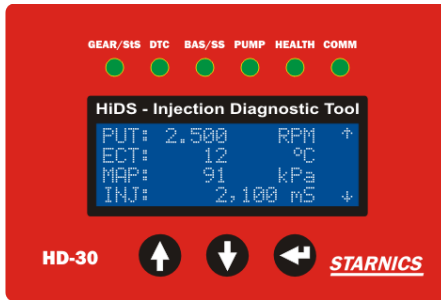 GEAR/StS DTC BAS/SS PUMP HEALTH COMM
HiDS - Injection Diagnostic Tool
PUT: 2.500 RPM ↑
ECT: 12 ºC
MAP: 91 kPa
INJ: 2,100 mS ↓
HD-30
STARNICS